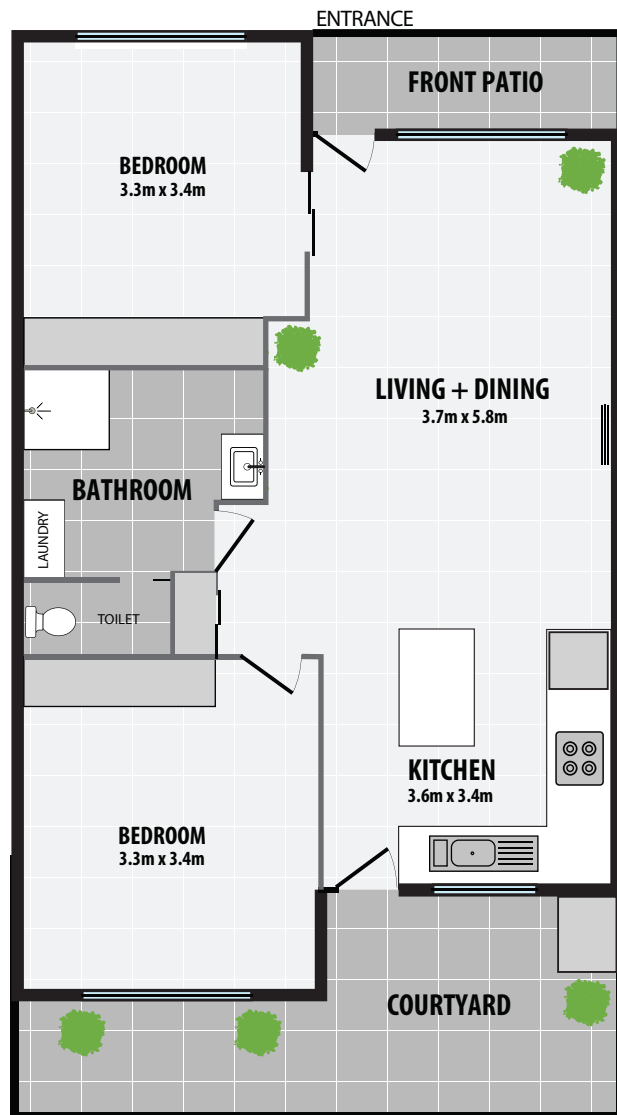 ENTRANCE
FRONT PATIO
BEDROOM
3.3m x 3.4m
LIVING + DINING
3.7m x 5.8m
BATHROOM
LAUNDRY
TOILET
KITCHEN
3.6m x 3.4m
BEDROOM
3.3m x 3.4m
COURTYARD